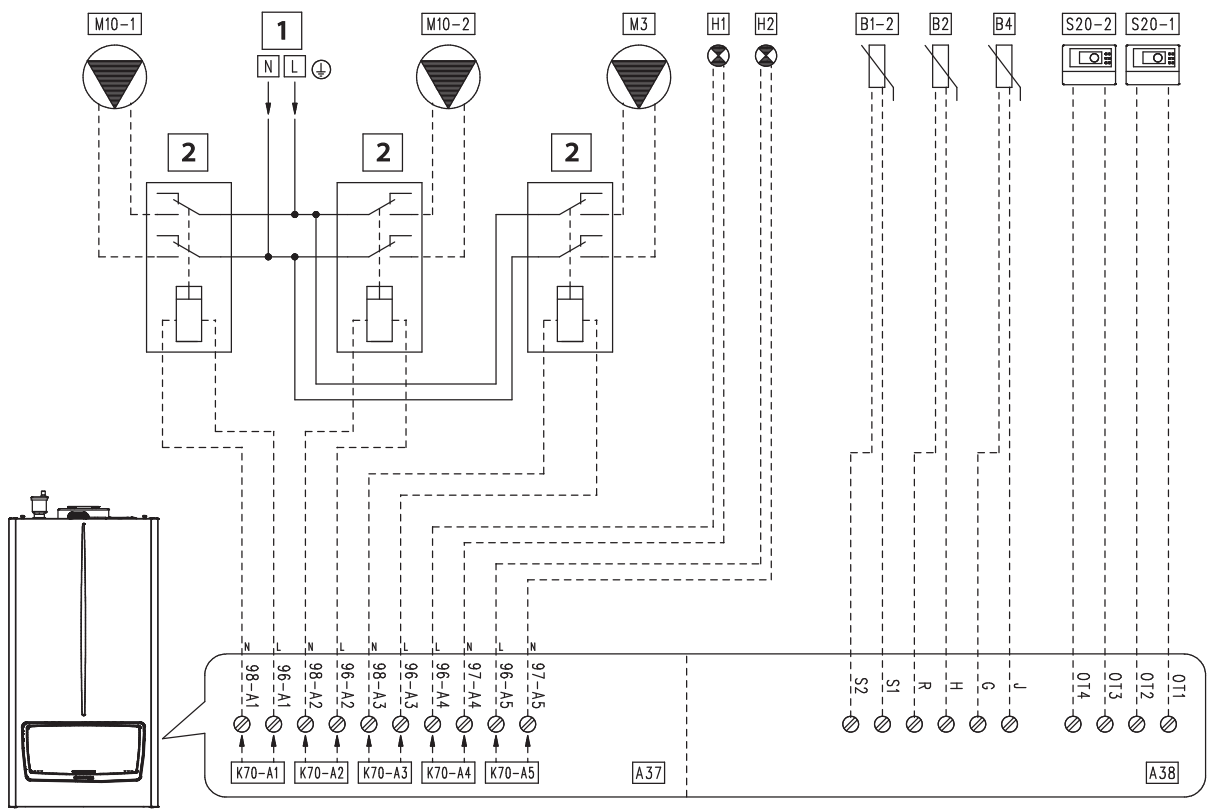 M10-1
1
M10-2
M3
H1
H2
B1-2
B2
B4
S20-2
S20-1
N
L
2
2
2
N
L
N
L
N
L
L
N
L
N
98-A1
96-A1
98-A2
96-A2
98-A3
96-A3
96-A4
97-A4
96-A5
97-A5
S2
S1
R
H
G
J
OT4
OT3
OT2
OT1
K70-A1
K70-A2
K70-A3
K70-A4
K70-A5
A37
A38